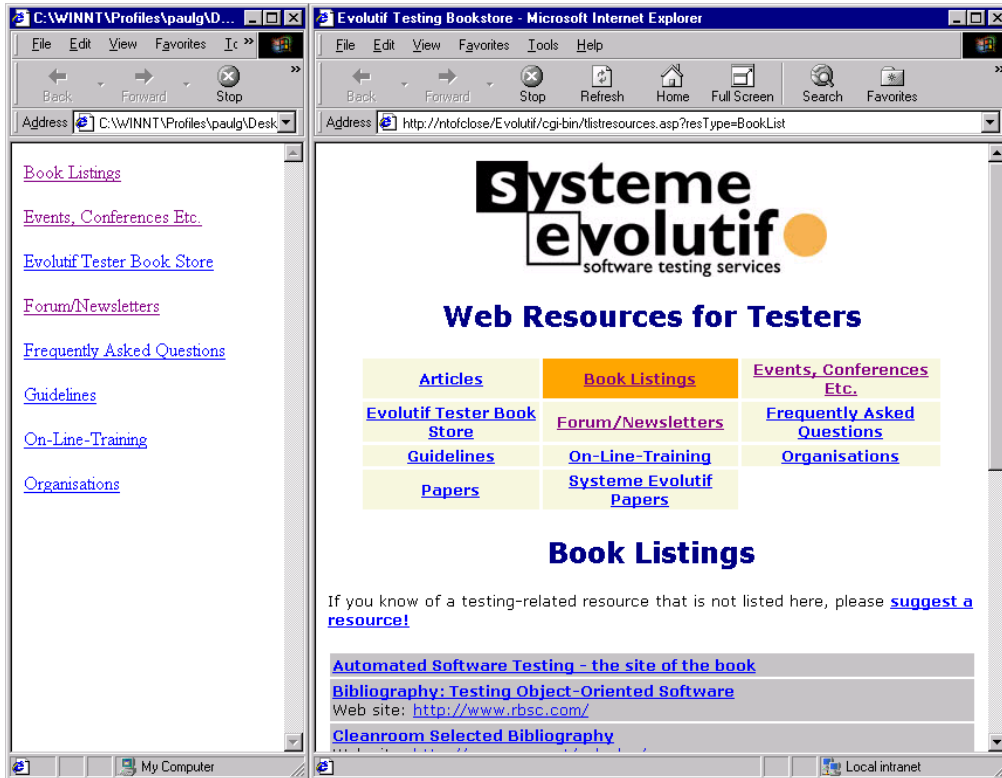 C:\WINNT\Profiles\paulg\D...
File Edit View Favorites »
Back Forward Stop »
Address C:\WINNT\Profiles\paulg\Desk
Book Listings
Events, Conferences Etc.
Evolutif Tester Book Store
Forum/Newsletters
Frequently Asked Questions
Guidelines
On-Line-Training
Organisations
My Computer
Evolutif Testing Bookstore - Microsoft Internet Explorer
File Edit View Favorites Tools Help
Back Forward Stop Refresh Home Full Screen Search Favorites »
Address http://ntofclose/Evolutif/cgi-bin/tlistresources.asp?resType=BookList
systeme
evolutif
software testing services
Web Resources for Testers
Articles Book Listings Events, Conferences
Etc.
Evolutif Tester Book
Store Forum/Newsletters Frequently Asked
Questions
Guidelines On-Line-Training Organisations
Papers Systeme Evolutif
Papers
Book Listings
If you know of a testing-related resource that is not listed here, please suggest a
resource!
Automated Software Testing - the site of the book
Bibliography: Testing Object-Oriented Software
Web site: http://www.rbsc.com/
Cleanroom Selected Bibliography
Local intranet